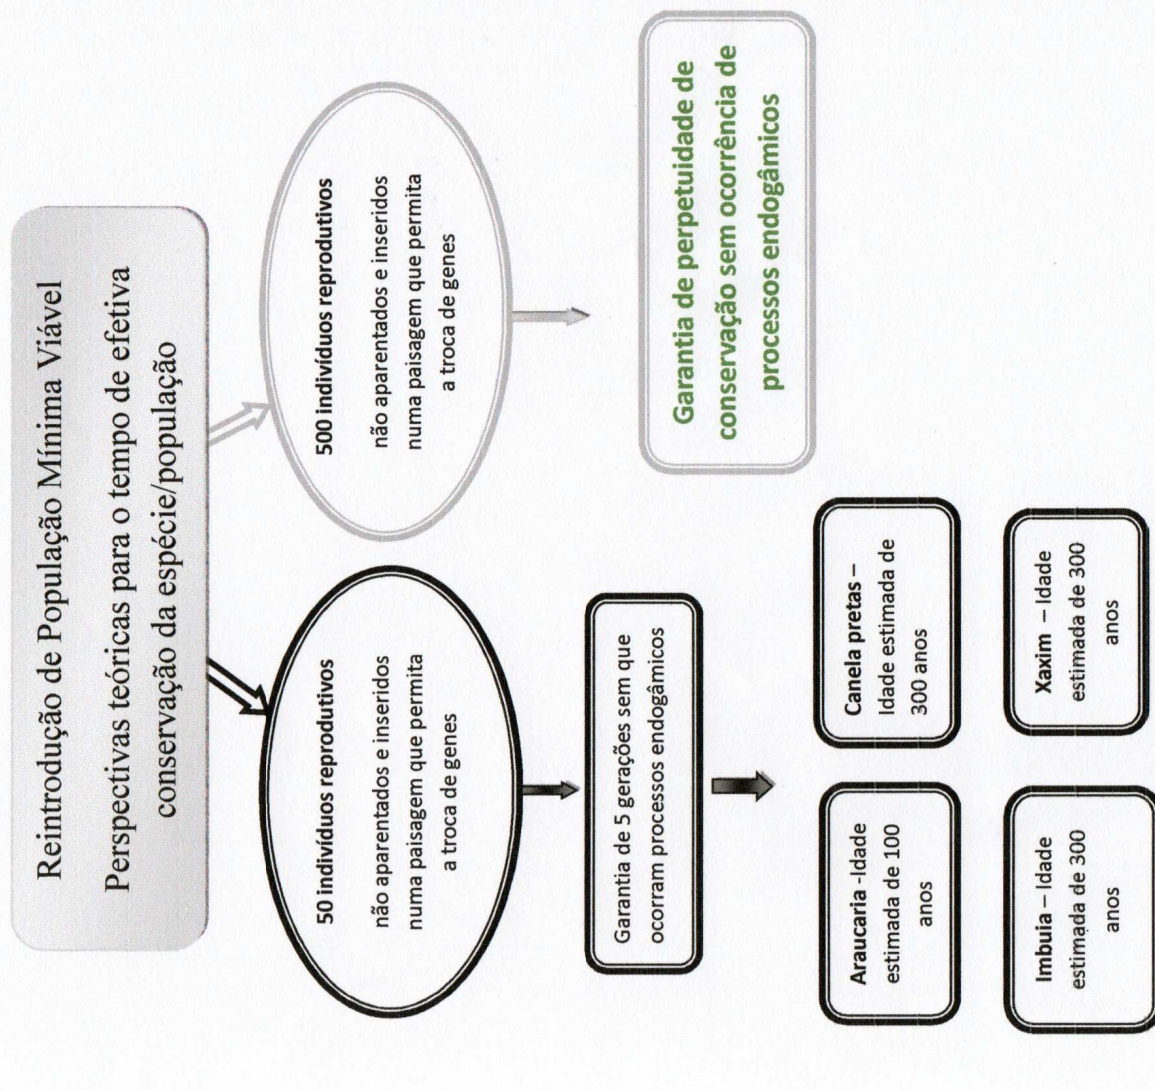 Reintrodução de População Mínima Viável
Perspectivas teóricas para o tempo de efetiva
conservação da espécie/população
50 indivíduos reprodutivos
não aparentados e inseridos
numa paisagem que permita
a troca de genes
500 indivíduos reprodutivos
não aparentados e inseridos
numa paisagem que permita
a troca de genes
Garantia de 5 gerações sem que
ocorram processos endogâmicos
Garantia de perpetuidade de
conservação sem ocorrência de
processos endogâmicos
Araucaria -Idade
estimada de 100
anos
Canela pretas –
Idade estimada de
300 anos
Imbuia – Idade
estimada de 300
anos
Xaxim – Idade
estimada de 300
anos